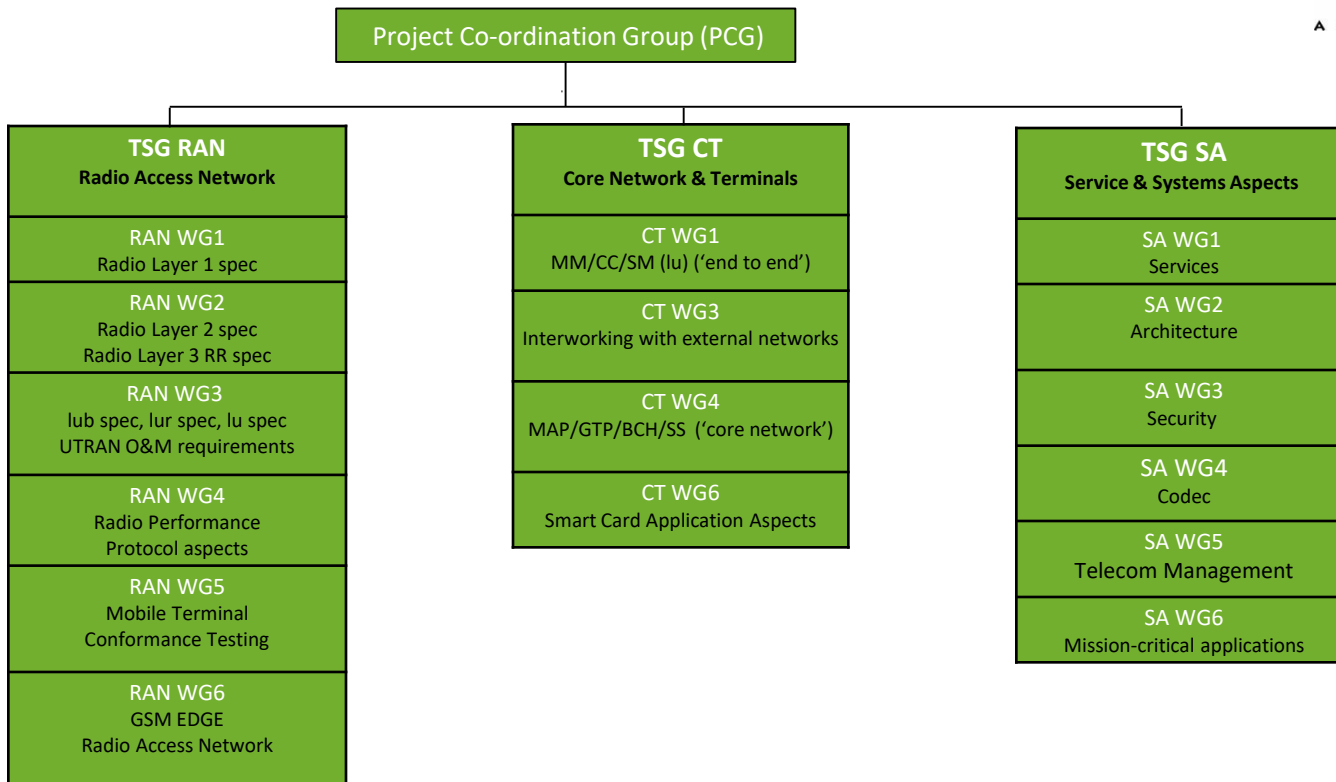 Project Co-ordination Group (PCG)
A
TSG RAN
Radio Access Network
RAN WG1
Radio Layer 1 spec
RAN WG2
Radio Layer 2 spec
Radio Layer 3 RR spec
RAN WG3
lub spec, lur spec, lu spec
UTRAN O&M requirements
RAN WG4
Radio Performance
Protocol aspects
RAN WG5
Mobile Terminal
Conformance Testing
RAN WG6
GSM EDGE
Radio Access Network
TSG CT
Core Network & Terminals
CT WG1
MM/CC/SM (lu) (‘end to end’)
CT WG3
Interworking with external networks
CT WG4
MAP/GTP/BCH/SS (‘core network’)
CT WG6
Smart Card Application Aspects
TSG SA
Service & Systems Aspects
SA WG1
Services
SA WG2
Architecture
SA WG3
Security
SA WG4
Codec
SA WG5
Telecom Management
SA WG6
Mission-critical applications